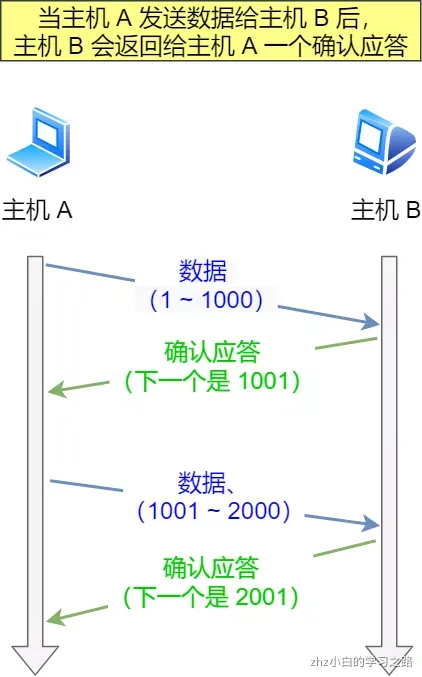 当主机 A 发送数据给主机 B 后，
主机 B 会返回给主机 A 一个确认应答
主机 A
主机 B
数据
（1 ~ 1000）
确认应答
（下一个是 1001）
数据、
（1001 ~ 2000）
确认应答
（下一个是 2001）
zhz小白的学习之路